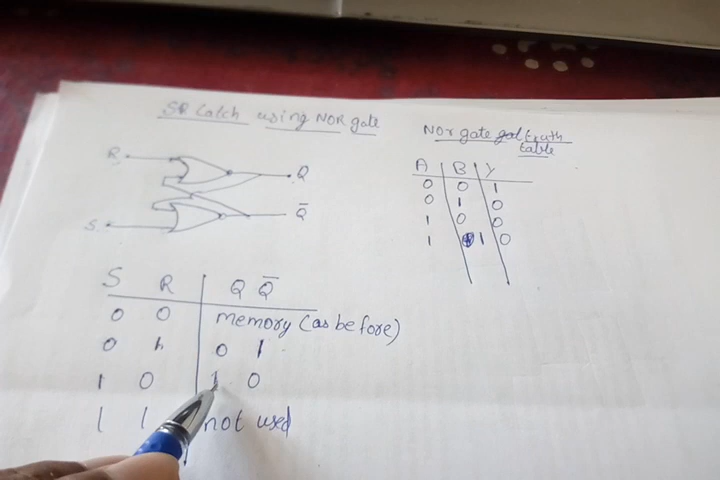 SR Latch using NOR gate
R
Q
Q̅
S
S R Q Q̅
0 0 memory (as before)
0 1 0 1
1 0 1 0
1 1 not used
Nor gate truth
table
A B Y
0 0 1
0 1 0
1 0 0
1 1 0